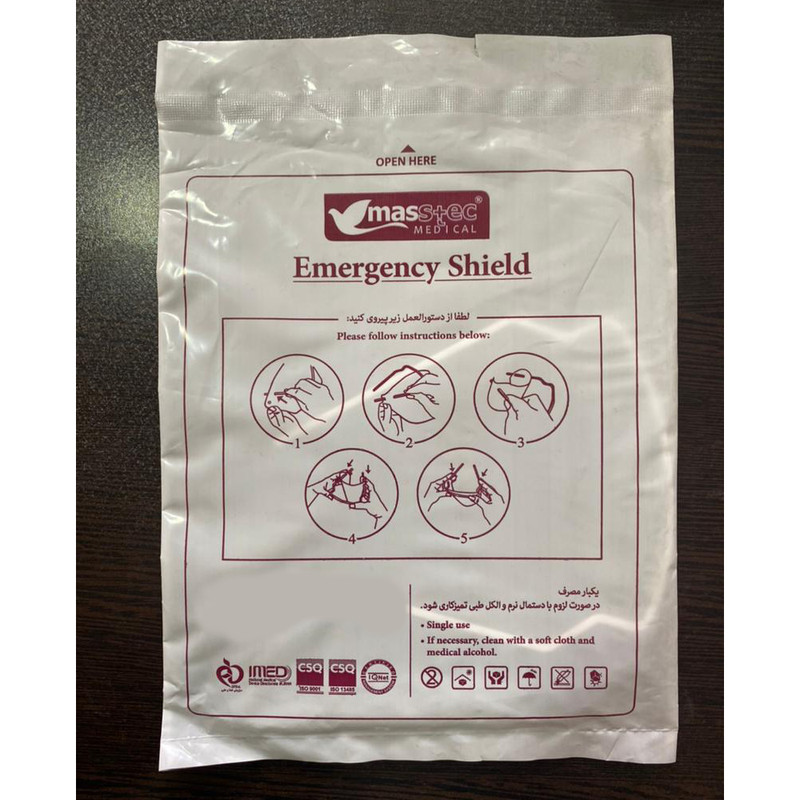 OPEN HERE
masstec®
MEDICAL
Emergency Shield
لطفا از دستورالعمل زیر پیروی کنید:
Please follow instructions below:
1
2
3
4
5
یکبار مصرف
در صورت لزوم با دستمال نرم و الکل طبی تمیزکاری شود.
• Single use
• If necessary, clean with a soft cloth and
medical alcohol.
IMED
CSQ
ISO 9001
CSQ
ISO 13485
IQNet
2